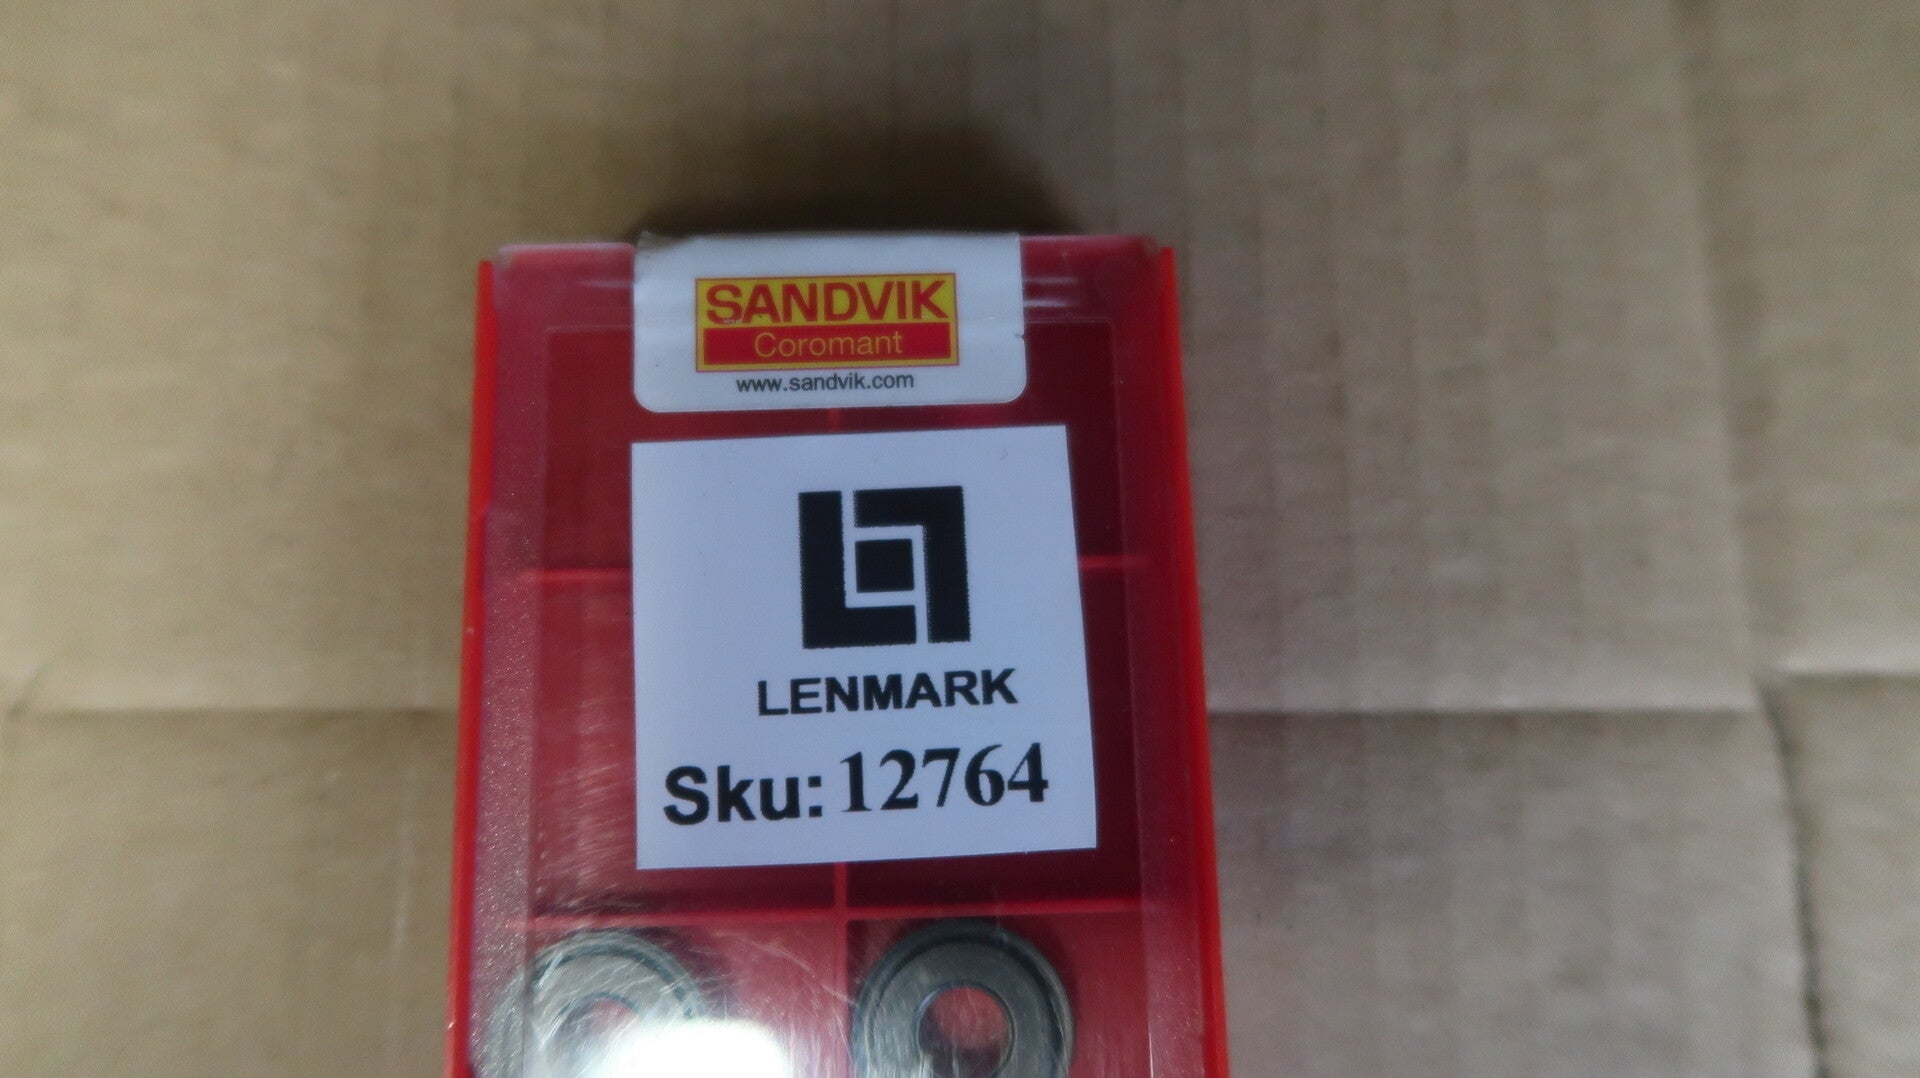 SANDVIK
Coromant
www.sandvik.com
LENMARK
Sku: 12764